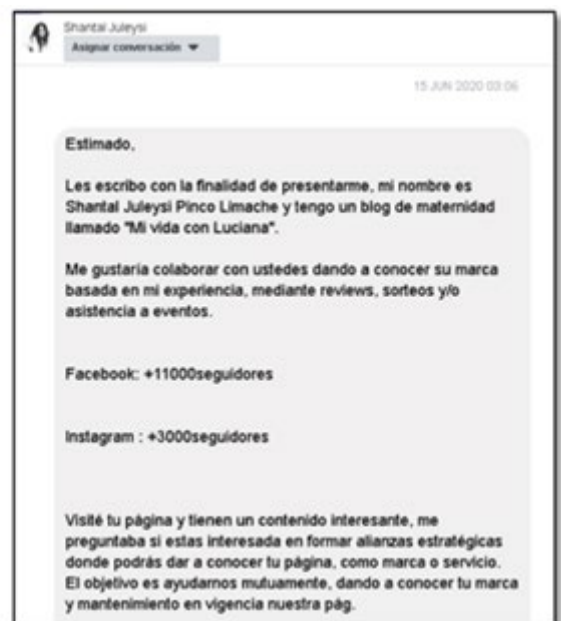 Shantal Juleysi
Asignar conversación
15 JUN 2020 03:06
Estimado,
Les escribo con la finalidad de presentarme, mi nombre es
Shantal Juleysi Pinco Limache y tengo un blog de maternidad
llamado "Mi vida con Luciana".
Me gustaría colaborar con ustedes dando a conocer su marca
basada en mi experiencia, mediante reviews, sorteos y/o
asistencia a eventos.
Facebook: +11000seguidores
Instagram : +3000seguidores
Visité tu página y tienen un contenido interesante, me
preguntaba si estas interesada en formar alianzas estratégicas
donde podrás dar a conocer tu página, como marca o servicio.
El objetivo es ayudarnos mutuamente, dando a conocer tu marca
y mantenimiento en vigencia nuestra pág.